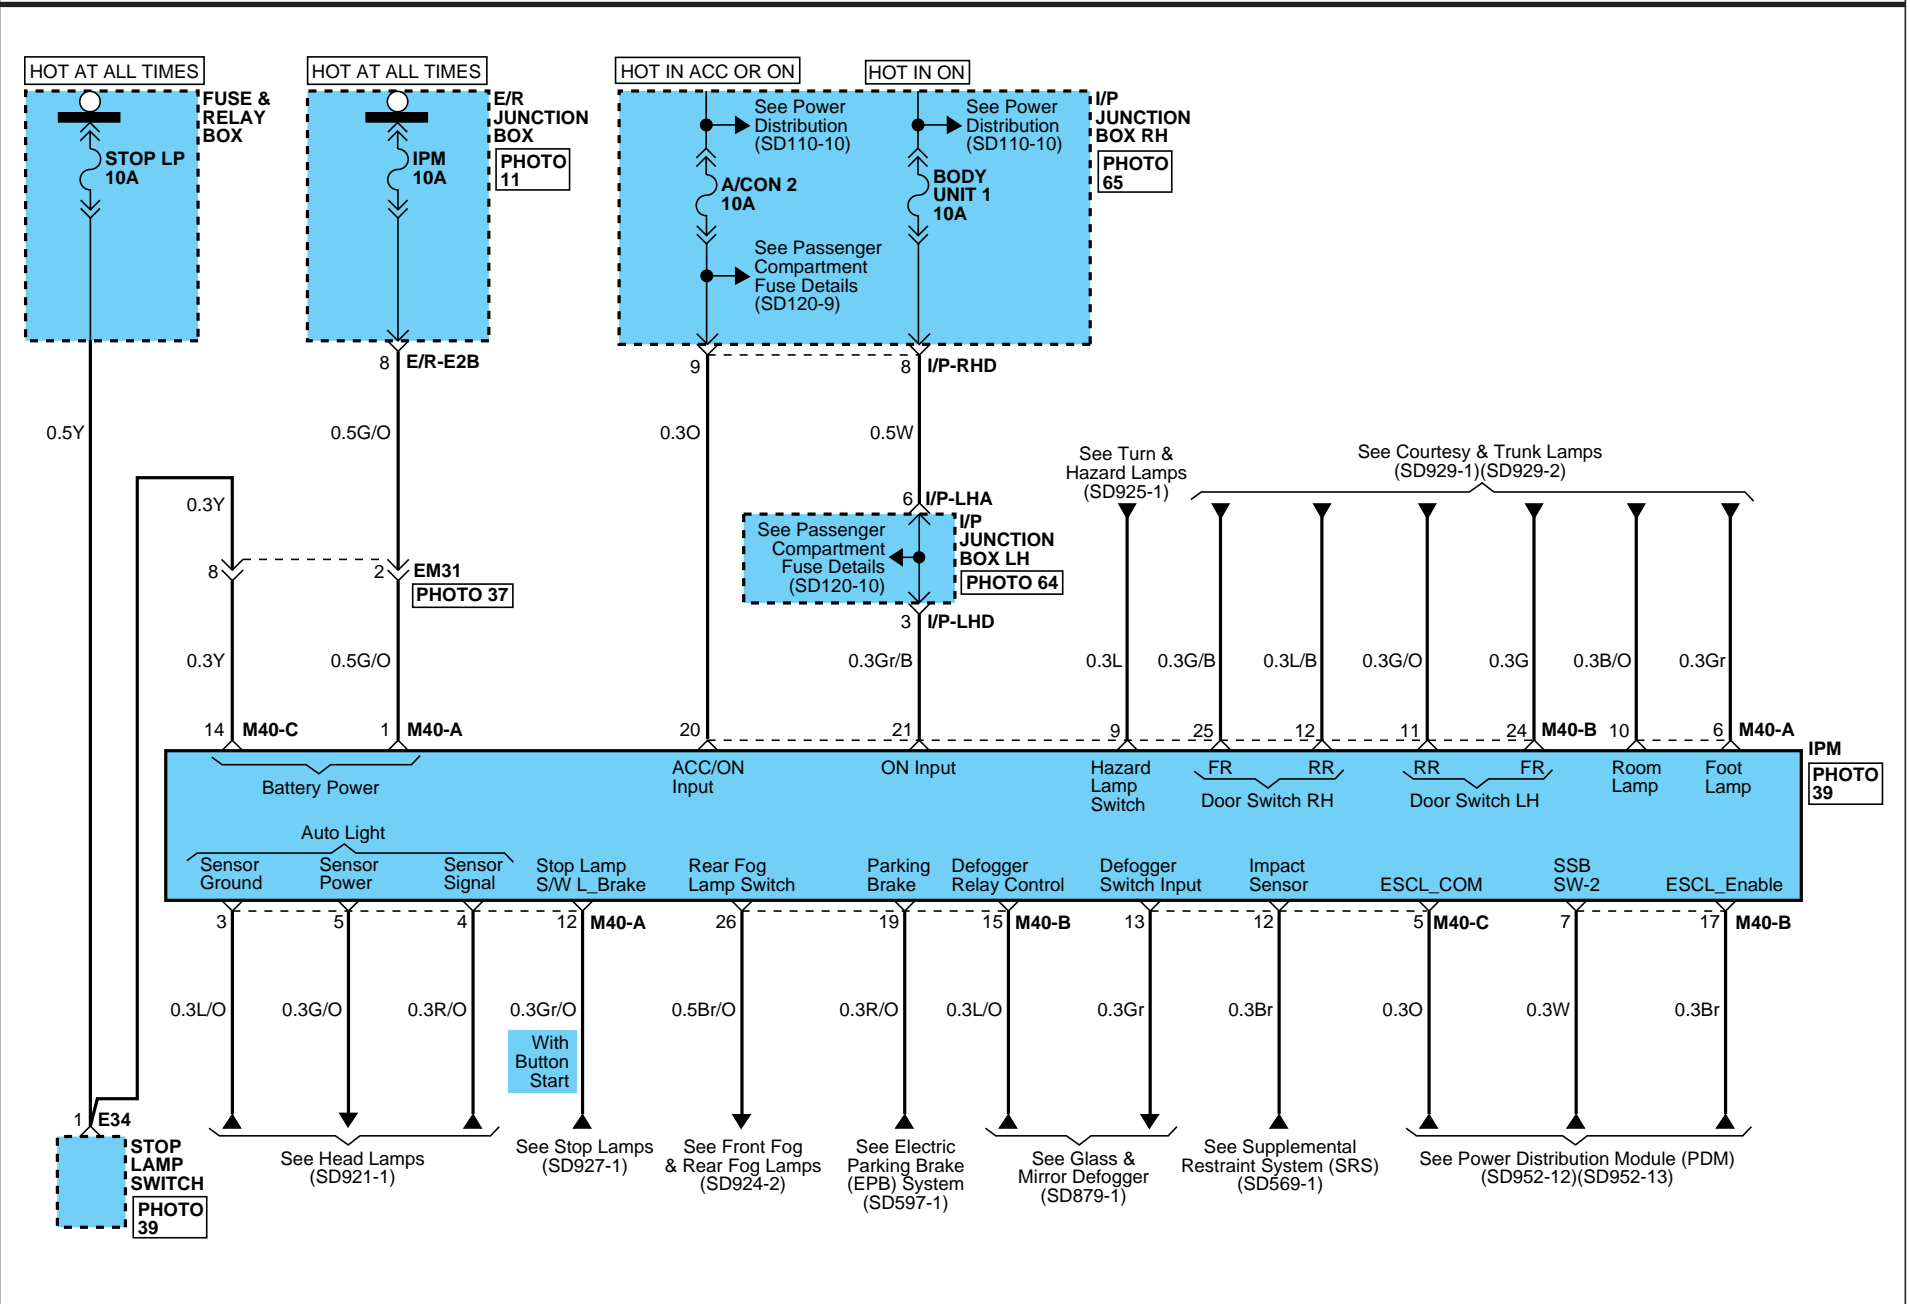 HOT AT ALL TIMES
HOT AT ALL TIMES
HOT IN ACC OR ON
HOT IN ON
FUSE &
RELAY
BOX
STOP LP
10A
E/R
JUNCTION
BOX
PHOTO
11
IPM
10A
See Power
Distribution
(SD110-10)
See Power
Distribution
(SD110-10)
I/P
JUNCTION
BOX RH
PHOTO
65
A/CON 2
10A
BODY
UNIT 1
10A
See Passenger
Compartment
Fuse Details
(SD120-9)
8
E/R-E2B
9
8
I/P-RHD
0.5Y
0.5G/O
0.3O
0.5W
See Turn &
Hazard Lamps
(SD925-1)
See Courtesy & Trunk Lamps
(SD929-1)(SD929-2)
0.3Y
6
I/P-LHA
See Passenger
Compartment
Fuse Details
(SD120-10)
I/P
JUNCTION
BOX LH
PHOTO 64
8
2
EM31
PHOTO 37
3
I/P-LHD
0.3Y
0.5G/O
0.3Gr/B
0.3L
0.3G/B
0.3L/B
0.3G/O
0.3G
0.3B/O
0.3Gr
14
M40-C
1
M40-A
20
21
9
25
12
11
24
M40-B
10
6
M40-A
IPM
PHOTO
39
Battery Power
ACC/ON
Input
ON Input
Hazard
Lamp
Switch
FR
RR
Door Switch RH
RR
FR
Door Switch LH
Room
Lamp
Foot
Lamp
Auto Light
Sensor
Ground
Sensor
Power
Sensor
Signal
Stop Lamp
S/W L_Brake
Rear Fog
Lamp Switch
Parking
Brake
Defogger
Relay Control
Defogger
Switch Input
Impact
Sensor
ESCL_COM
SSB
SW-2
ESCL_Enable
3
5
4
12
M40-A
26
19
15
M40-B
13
12
5
M40-C
7
17
M40-B
0.3L/O
0.3G/O
0.3R/O
0.3Gr/O
0.5Br/O
0.3R/O
0.3L/O
0.3Gr
0.3Br
0.3O
0.3W
0.3Br
With
Button
Start
1
E34
STOP
LAMP
SWITCH
PHOTO
39
See Head Lamps
(SD921-1)
See Stop Lamps
(SD927-1)
See Front Fog
& Rear Fog Lamps
(SD924-2)
See Electric
Parking Brake
(EPB) System
(SD597-1)
See Glass &
Mirror Defogger
(SD879-1)
See Supplemental
Restraint System (SRS)
(SD569-1)
See Power Distribution Module (PDM)
(SD952-12)(SD952-13)